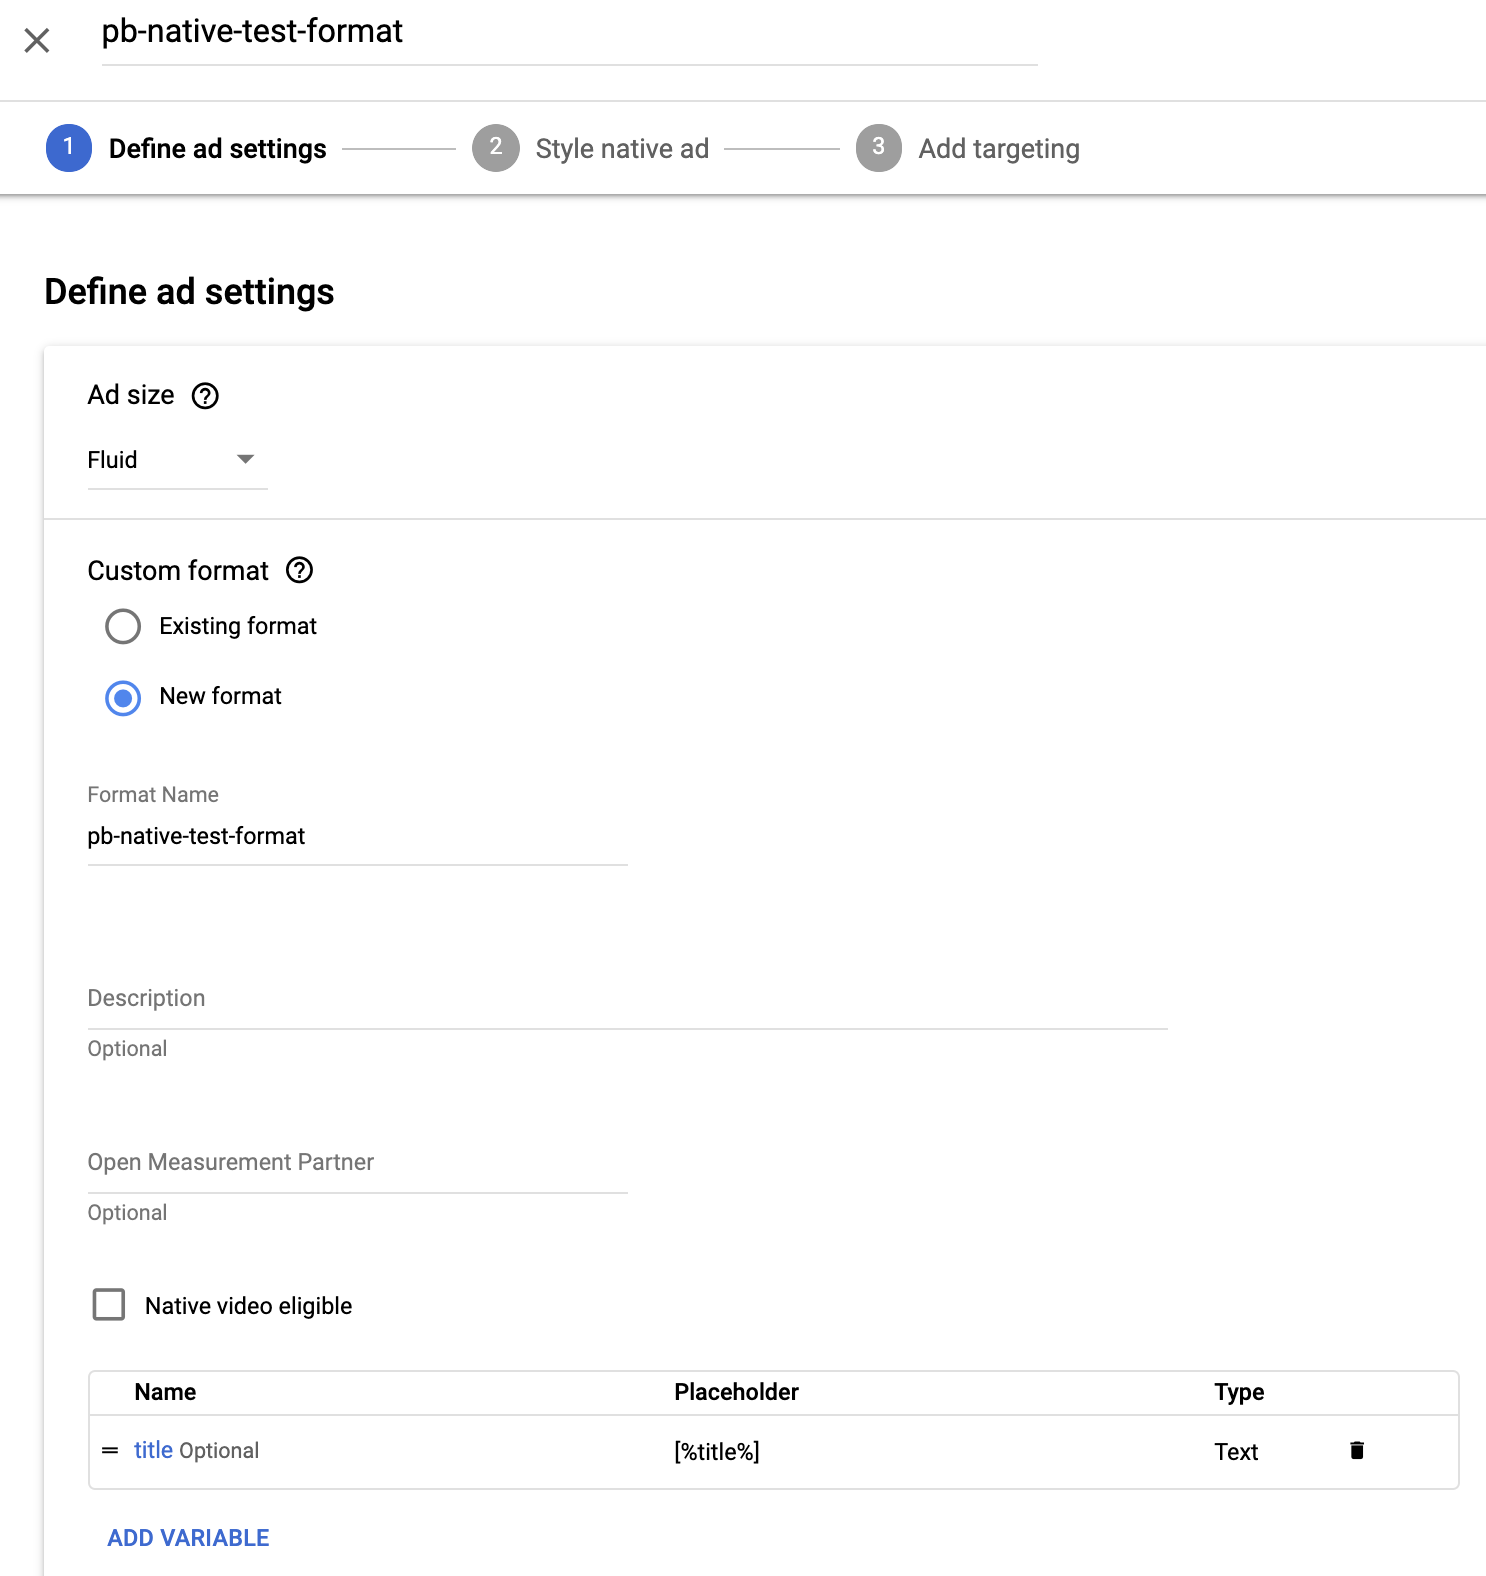 pb-native-test-format
1 Define ad settings 2 Style native ad 3 Add targeting
Define ad settings
Ad size ?
Fluid
Custom format ?
Existing format
New format
Format Name
pb-native-test-format
Description
Optional
Open Measurement Partner
Optional
Native video eligible
Name Placeholder Type
title Optional [%title%] Text
ADD VARIABLE